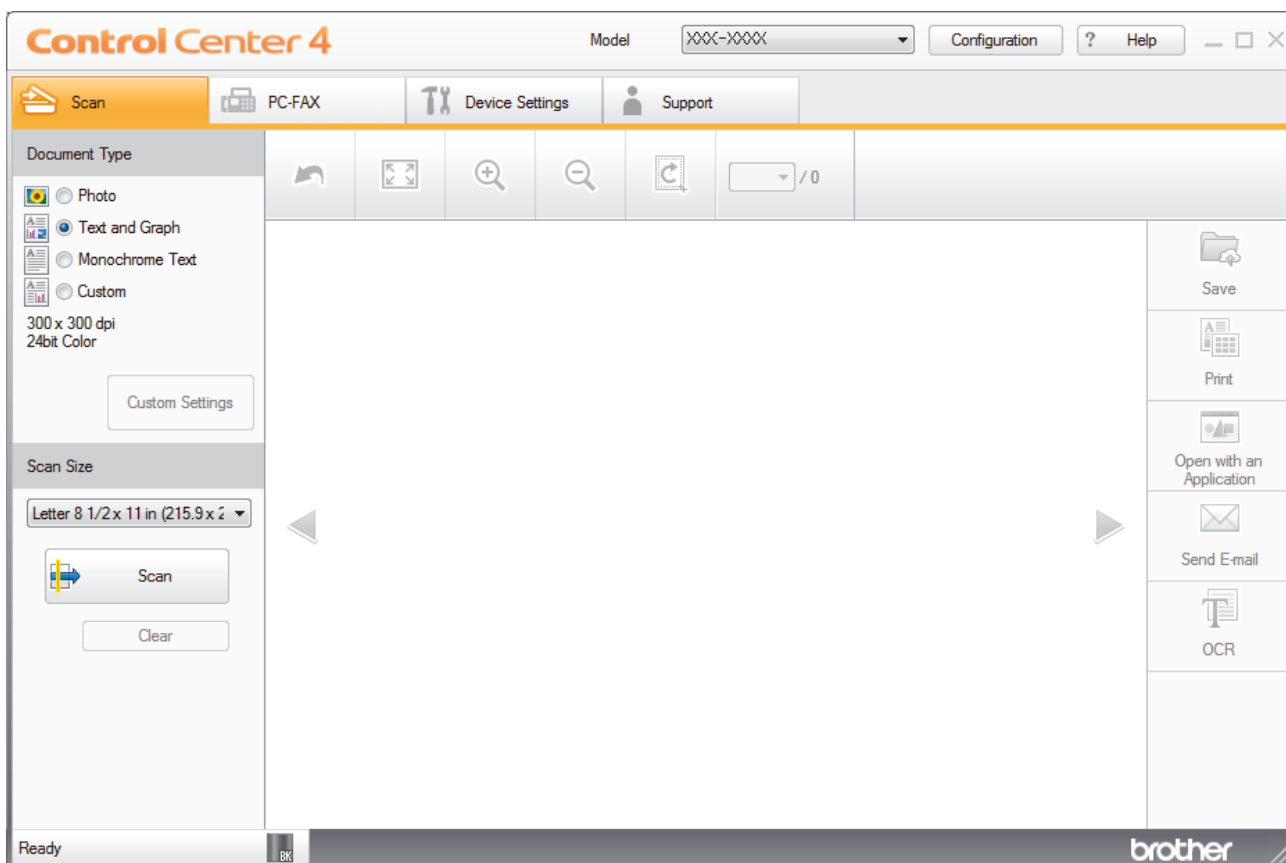 Control Center 4
Model
XXX-XXXX
Configuration
? Help
Scan
PC-FAX
Device Settings
Support
Document Type
Photo
Text and Graph
Monochrome Text
Custom
300 x 300 dpi
24bit Color
Custom Settings
Scan Size
Letter 8 1/2 x 11 in (215.9 x 2
Scan
Clear
/ 0
Save
Print
Open with an
Application
Send E-mail
OCR
Ready
BK
brother